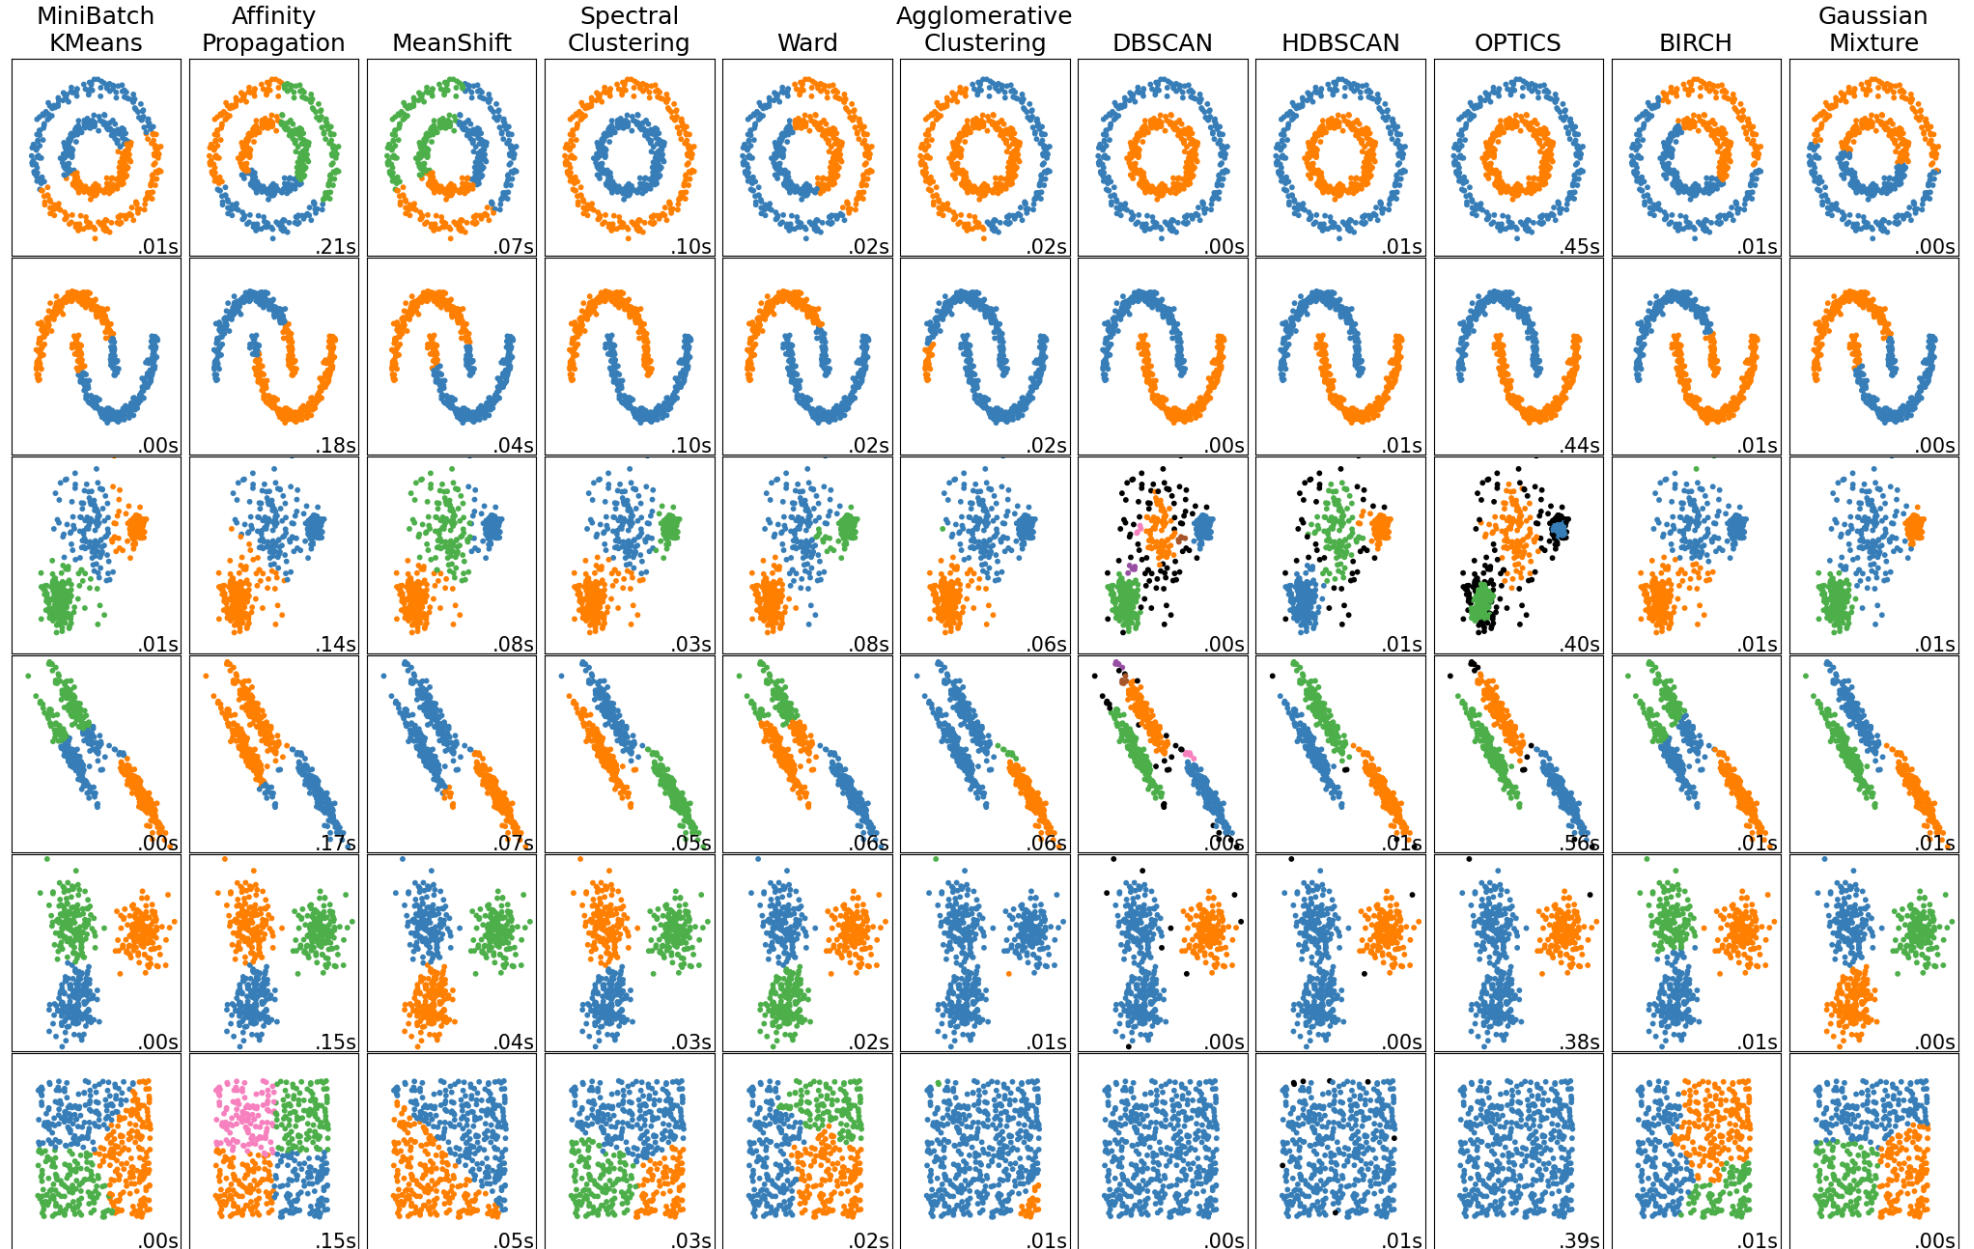 MiniBatch
KMeans
Affinity
Propagation
MeanShift
Spectral
Clustering
Ward
Agglomerative
Clustering
DBSCAN
HDBSCAN
OPTICS
BIRCH
Gaussian
Mixture
.01s .21s .07s .10s .02s .02s .00s .01s .45s .01s .00s
.00s .18s .04s .10s .02s .02s .00s .01s .44s .01s .00s
.01s .14s .08s .03s .08s .06s .00s .01s .40s .01s .01s
.00s .17s .07s .05s .06s .06s .00s .01s .56s .01s .01s
.00s .15s .04s .03s .02s .01s .00s .00s .38s .01s .00s
.00s .15s .05s .03s .02s .01s .00s .01s .39s .01s .00s